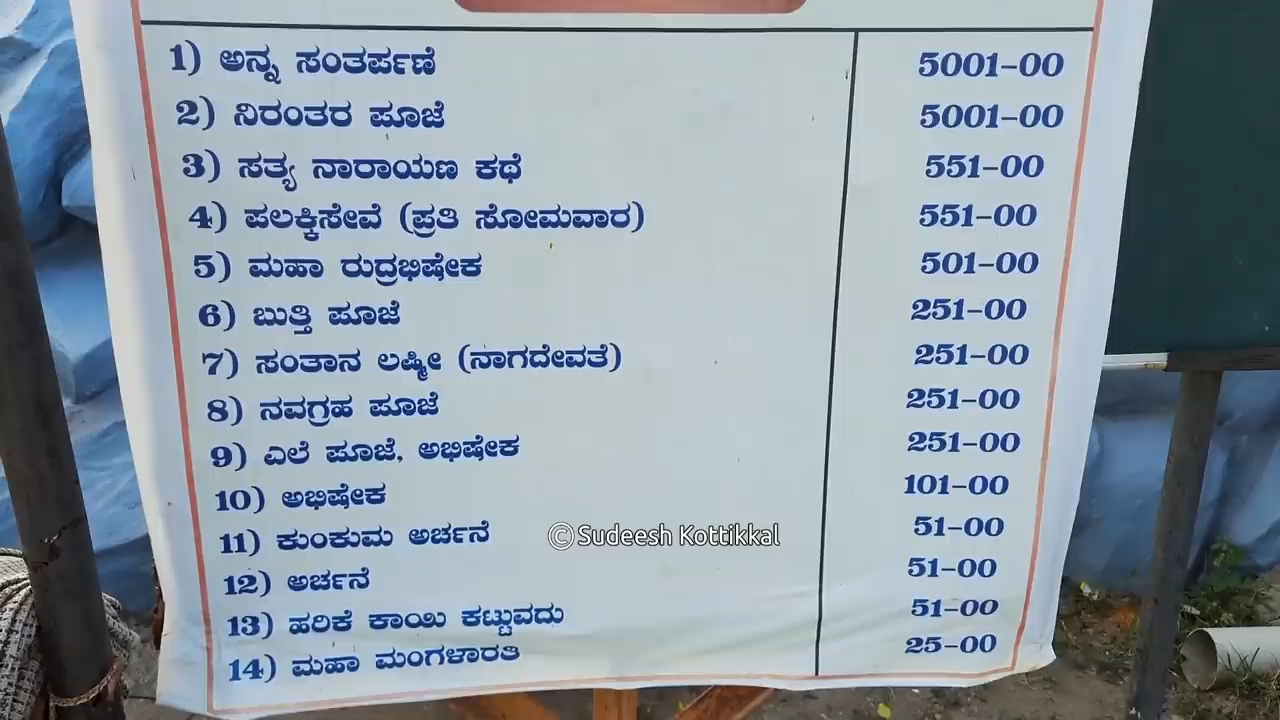 1) ಅನ್ನ ಸಂತರ್ಪಣೆ 5001-00
2) ನಿರಂತರ ಪೂಜೆ 5001-00
3) ಸತ್ಯ ನಾರಾಯಣ ಕಥೆ 551-00
4) ಪಲಕ್ಕಿಸೇವೆ (ಪ್ರತಿ ಸೋಮವಾರ) 551-00
5) ಮಹಾ ರುದ್ರಭಿಷೇಕ 501-00
6) ಬುತ್ತಿ ಪೂಜೆ 251-00
7) ಸಂತಾನ ಲಷ್ಮೀ (ನಾಗದೇವತೆ) 251-00
8) ನವಗ್ರಹ ಪೂಜೆ 251-00
9) ಎಲೆ ಪೂಜೆ, ಅಭಿಷೇಕ 251-00
10) ಅಭಿಷೇಕ 101-00
11) ಕುಂಕುಮ ಅರ್ಚನೆ 51-00
12) ಅರ್ಚನೆ 51-00
13) ಹರಿಕೆ ಕಾಯಿ ಕಟ್ಟುವದು 51-00
14) ಮಹಾ ಮಂಗಳಾರತಿ 25-00
©Sudeesh Kottikkal